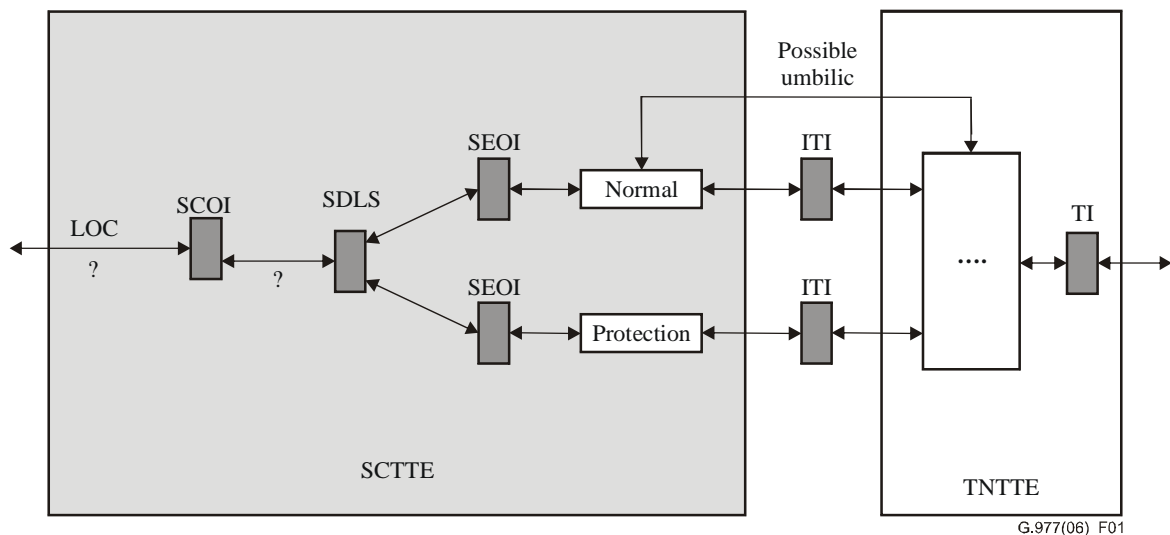 Possible
umbilic
SEOI
ITI
Normal
SDLS
SCOI
LOC
TI
?
?
....
SEOI
ITI
Protection
SCTTE
TNTTE
G.977(06)_F01